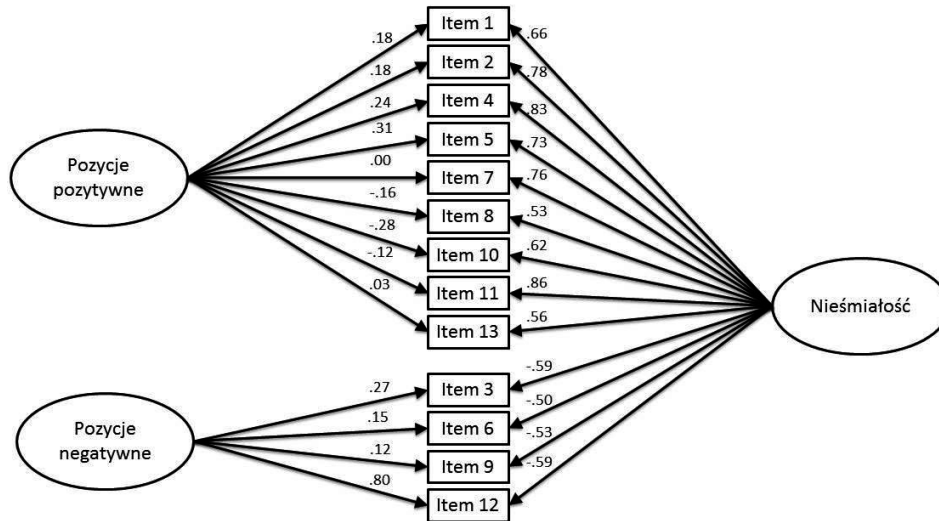 Item 1
.18
.66
Item 2
.18
.78
Item 4
.24
.83
Item 5
.31
.73
Pozycje
pozytywne
Item 7
.00
.76
Item 8
-.16
.53
Item 10
-.28
.62
Item 11
-.12
.86
Nieśmiałość
Item 13
.03
.56
Item 3
.27
-.59
Item 6
.15
-.50
Pozycje
negatywne
Item 9
.12
-.53
Item 12
.80
-.59